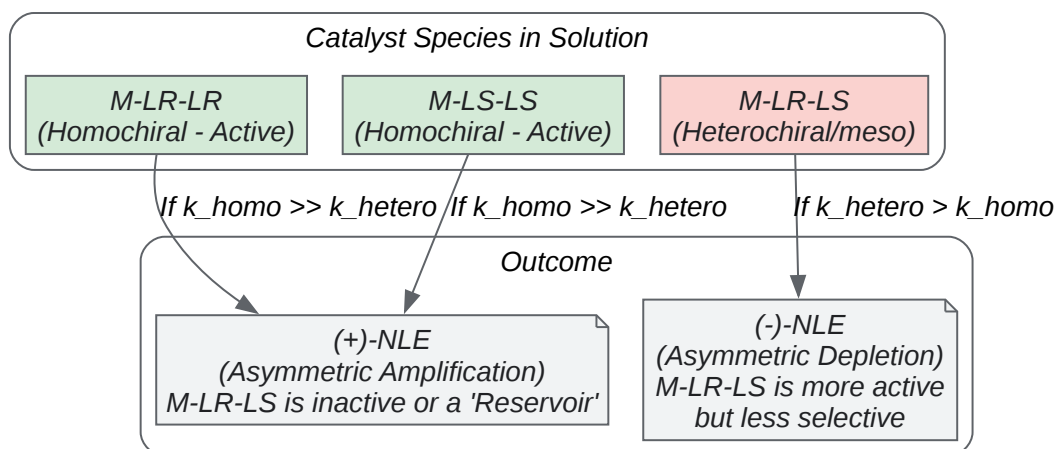 Catalyst Species in Solution
M-LR-LR
(Homochiral - Active)
M-LS-LS
(Homochiral - Active)
M-LR-LS
(Heterochiral/meso)
If k_homo >> k_hetero
If k_homo >> k_hetero
If k_hetero > k_homo
Outcome
(+)-NLE
(Asymmetric Amplification)
M-LR-LS is inactive or a 'Reservoir'
(-)-NLE
(Asymmetric Depletion)
M-LR-LS is more active
but less selective